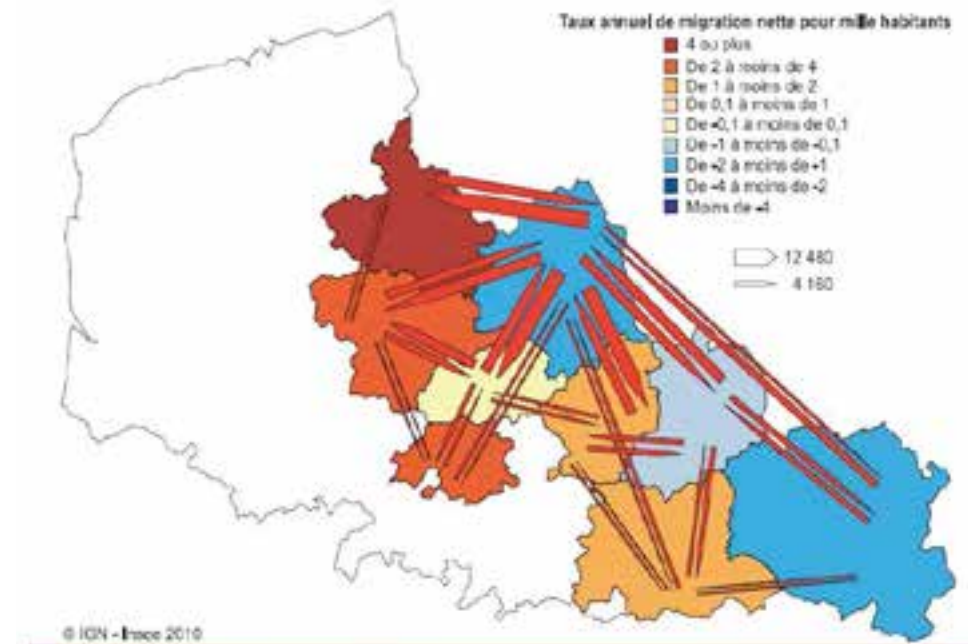 Taux annuel de migration nette pour mille habitants
4 ou plus
De 2 à moins de 4
De 1 à moins de 2
De 0,1 à moins de 1
De -0,1 à moins de 0,1
De -1 à moins de -0,1
De -2 à moins de -1
De -4 à moins de -2
Moins de -4
12 480
4 160
© IGN - Insee 2010